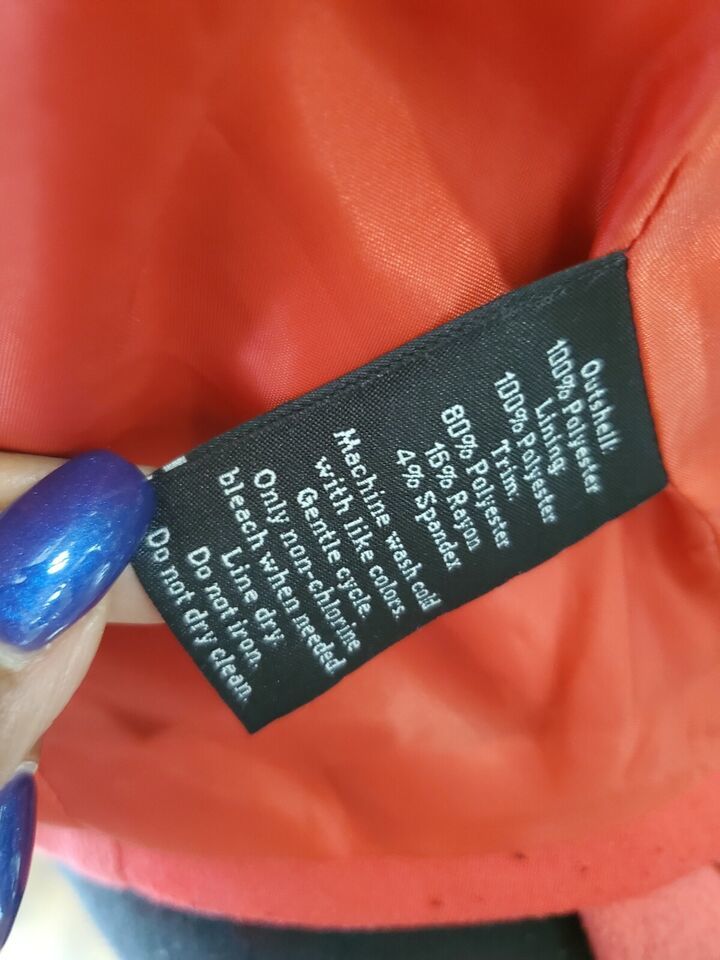 Outshell:
100% Polyester
Lining:
100% Polyester
Trim:
80% Polyester
16% Rayon
4% Spandex
Machine wash cold
with like colors.
Gentle cycle.
Only non-chlorine
bleach when needed.
Line dry.
Do not iron.
Do not dry clean.